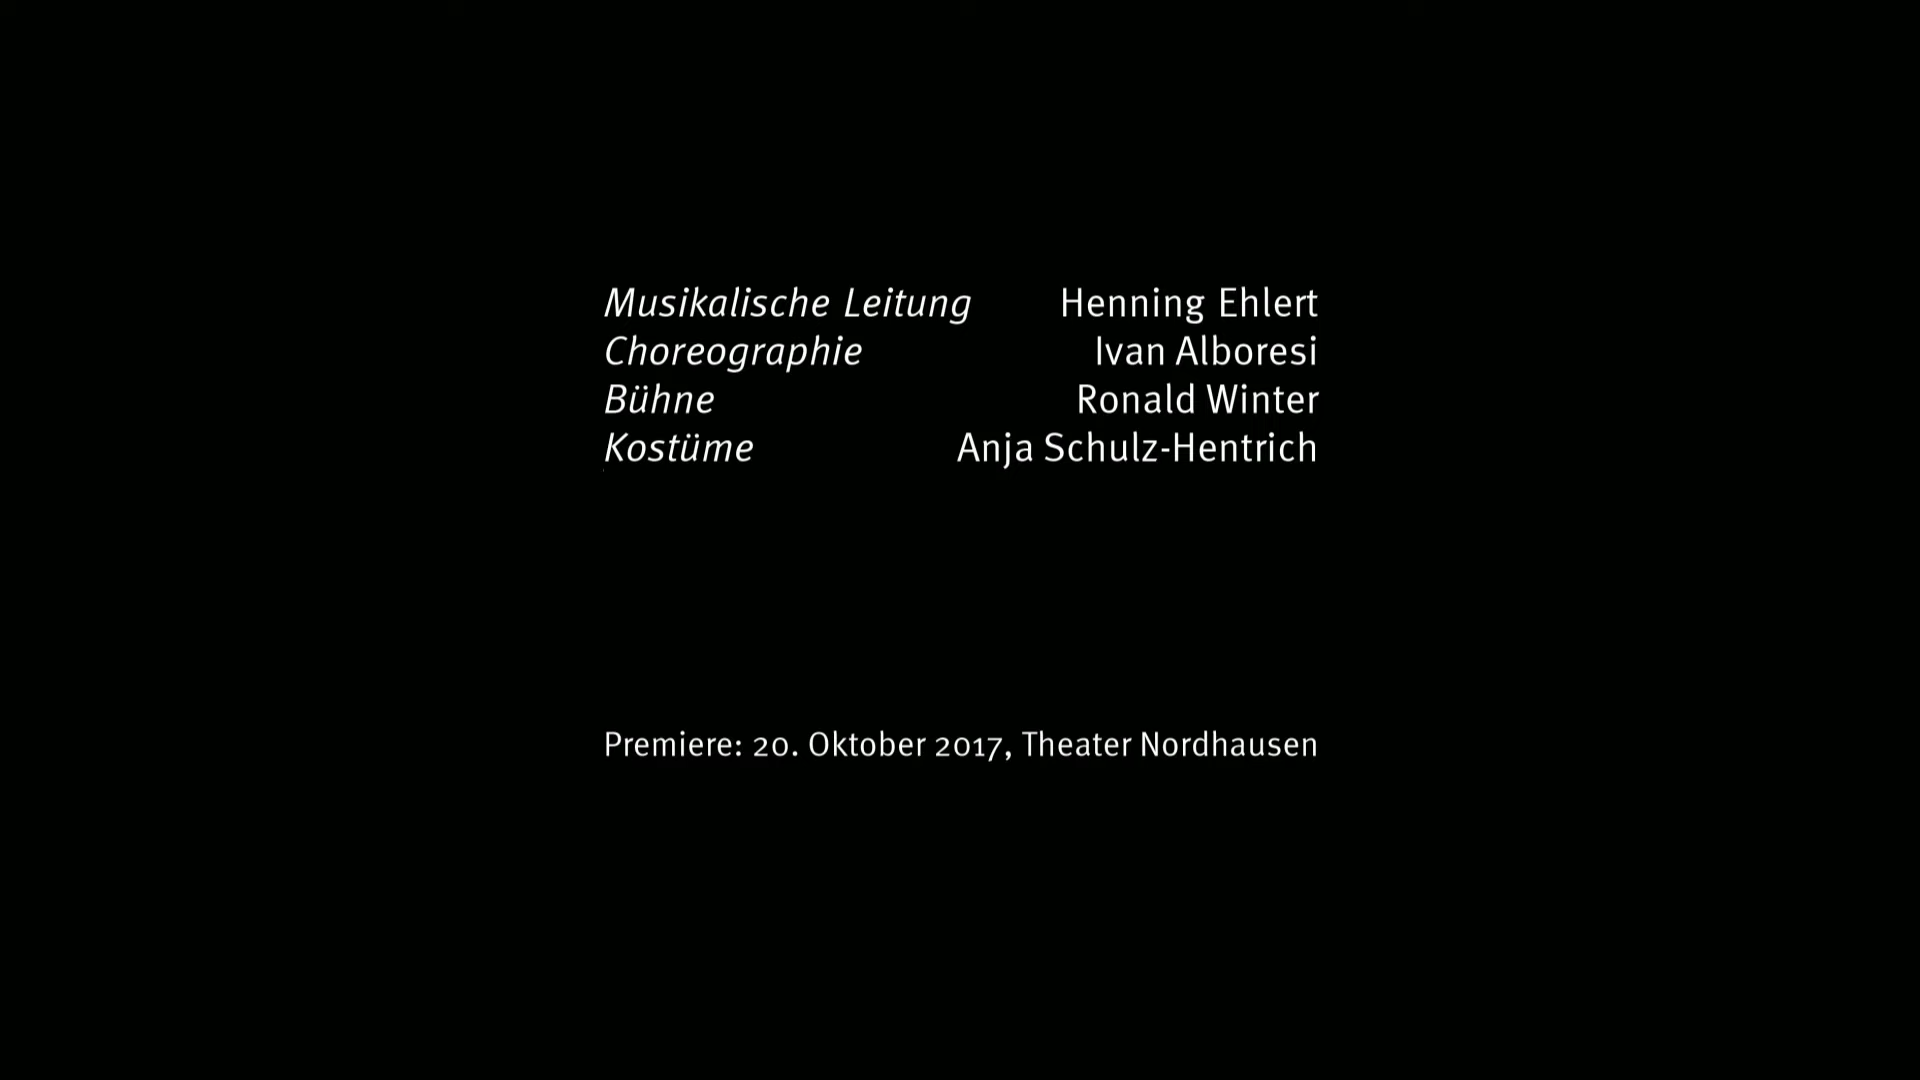 Musikalische Leitung Henning Ehlert
Choreographie Ivan Alboresi
Bühne Ronald Winter
Kostüme Anja Schulz-Hentrich
Premiere: 20. Oktober 2017, Theater Nordhausen